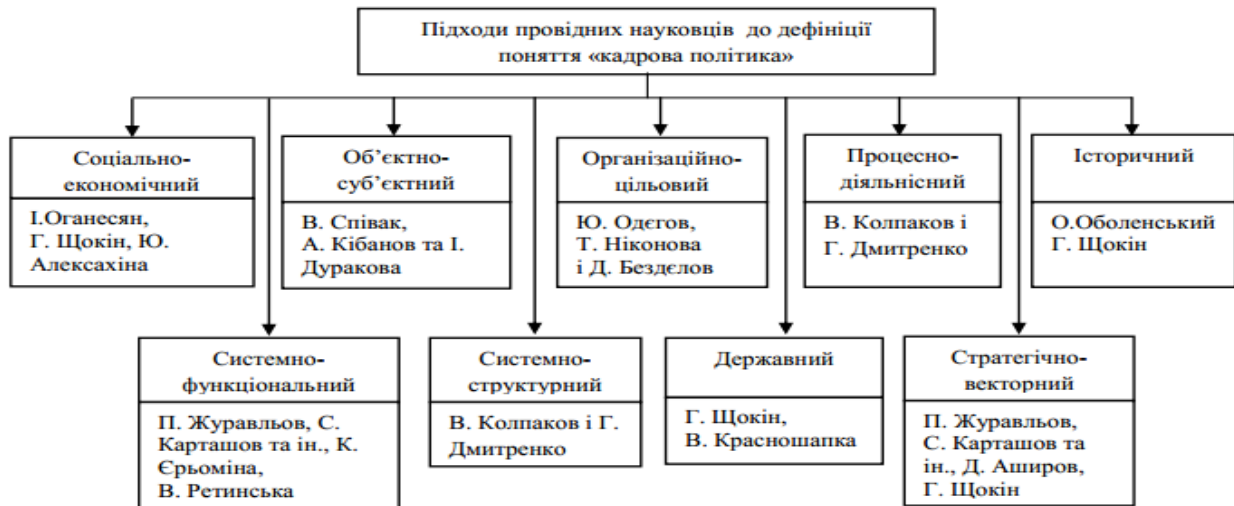 Підходи провідних науковців до дефініції
поняття «кадрова політика»
Соціально-
економічний
І.Оганесян,
Г. Щокін, Ю.
Алексахіна
Об’єктно-
суб’єктний
В. Співак,
А. Кібанов та І.
Дуракова
Організаційно-
цільовий
Ю. Одєгов,
Т. Ніконова
і Д. Бездєлов
Процесно-
діяльнісний
В. Колпаков і
Г. Дмитренко
Історичний
О.Оболенський
Г. Щокін
Системно-
функціональний
П. Журавльов, С.
Карташов та ін., К.
Єрьоміна,
В. Ретинська
Системно-
структурний
В. Колпаков і Г.
Дмитренко
Державний
Г. Щокін,
В. Красношапка
Стратегічно-
векторний
П. Журавльов,
С. Карташов та
ін., Д. Аширов,
Г. Щокін